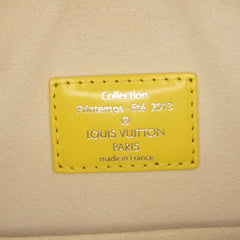 Collection
Printemps - Eté 2013
LOUIS VUITTON
PARIS
made in France